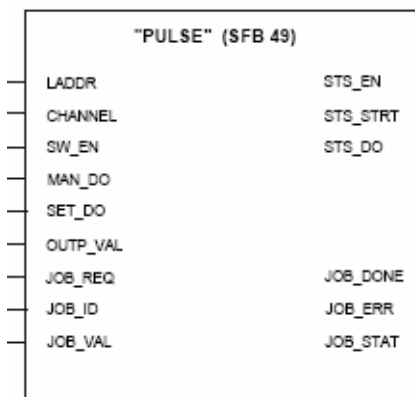 "PULSE" (SFB 49)
LADDR STS_EN
CHANNEL STS_STRT
SW_EN STS_DO
MAN_DO
SET_DO
OUTP_VAL
JOB_REQ JOB_DONE
JOB_ID JOB_ERR
JOB_VAL JOB_STAT